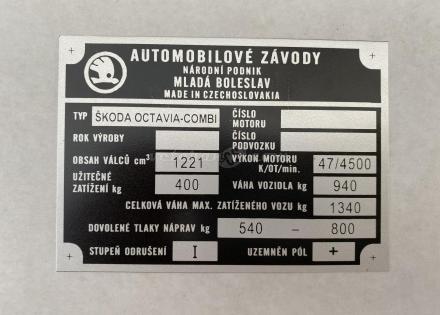 AUTOMOBILOVÉ ZÁVODY
NÁRODNÍ PODNIK
MLADÁ BOLESLAV
MADE IN CZECHOSLOVAKIA
TYP ŠKODA OCTAVIA-COMBI
ČÍSLO MOTORU
ROK VÝROBY
ČÍSLO PODVOZKU
OBSAH VÁLCŮ cm³ 1221
VÝKON MOTORU K/OT/min. 47/4500
UŽITEČNÉ ZATÍŽENÍ kg 400
VÁHA VOZIDLA kg 940
CELKOVÁ VÁHA MAX. ZATÍŽENÉHO VOZU kg 1340
DOVOLENÉ TLAKY NÁPRAV kg 540 – 800
STUPEŇ ODRUŠENÍ I
UZEMNĚN PÓL +